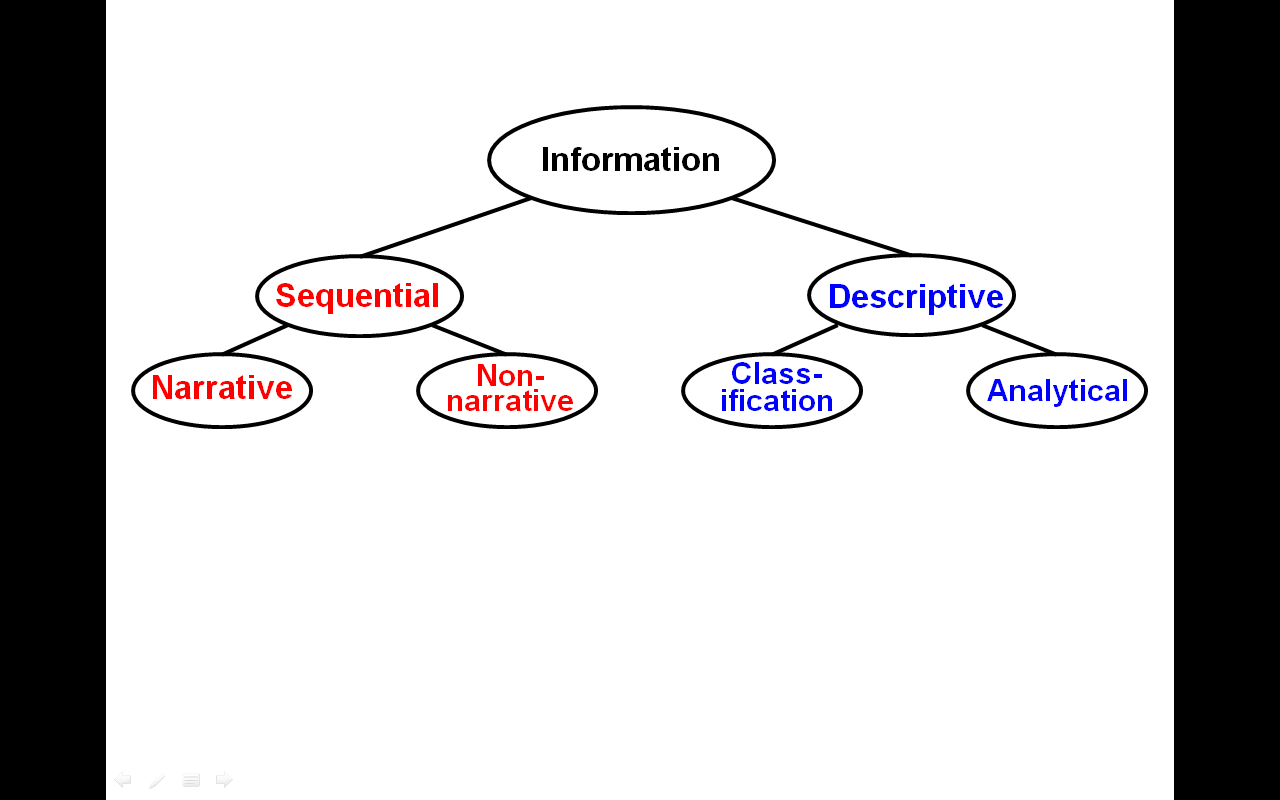 Information
Sequential
Descriptive
Narrative
Non-
narrative
Class-
ification
Analytical